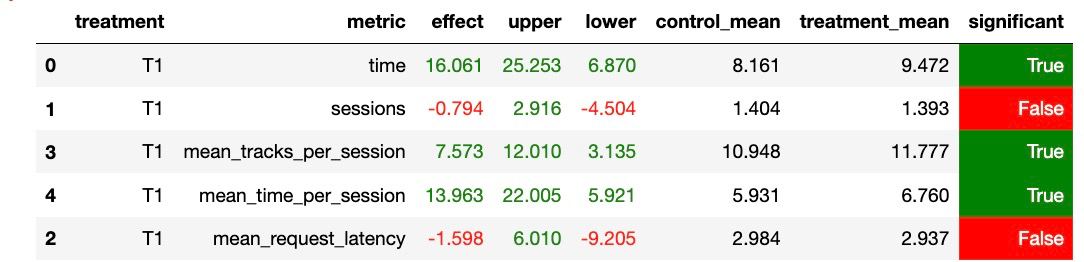 treatment metric effect upper lower control_mean treatment_mean significant
0 T1 time 16.061 25.253 6.870 8.161 9.472 True
1 T1 sessions -0.794 2.916 -4.504 1.404 1.393 False
3 T1 mean_tracks_per_session 7.573 12.010 3.135 10.948 11.777 True
4 T1 mean_time_per_session 13.963 22.005 5.921 5.931 6.760 True
2 T1 mean_request_latency -1.598 6.010 -9.205 2.984 2.937 False